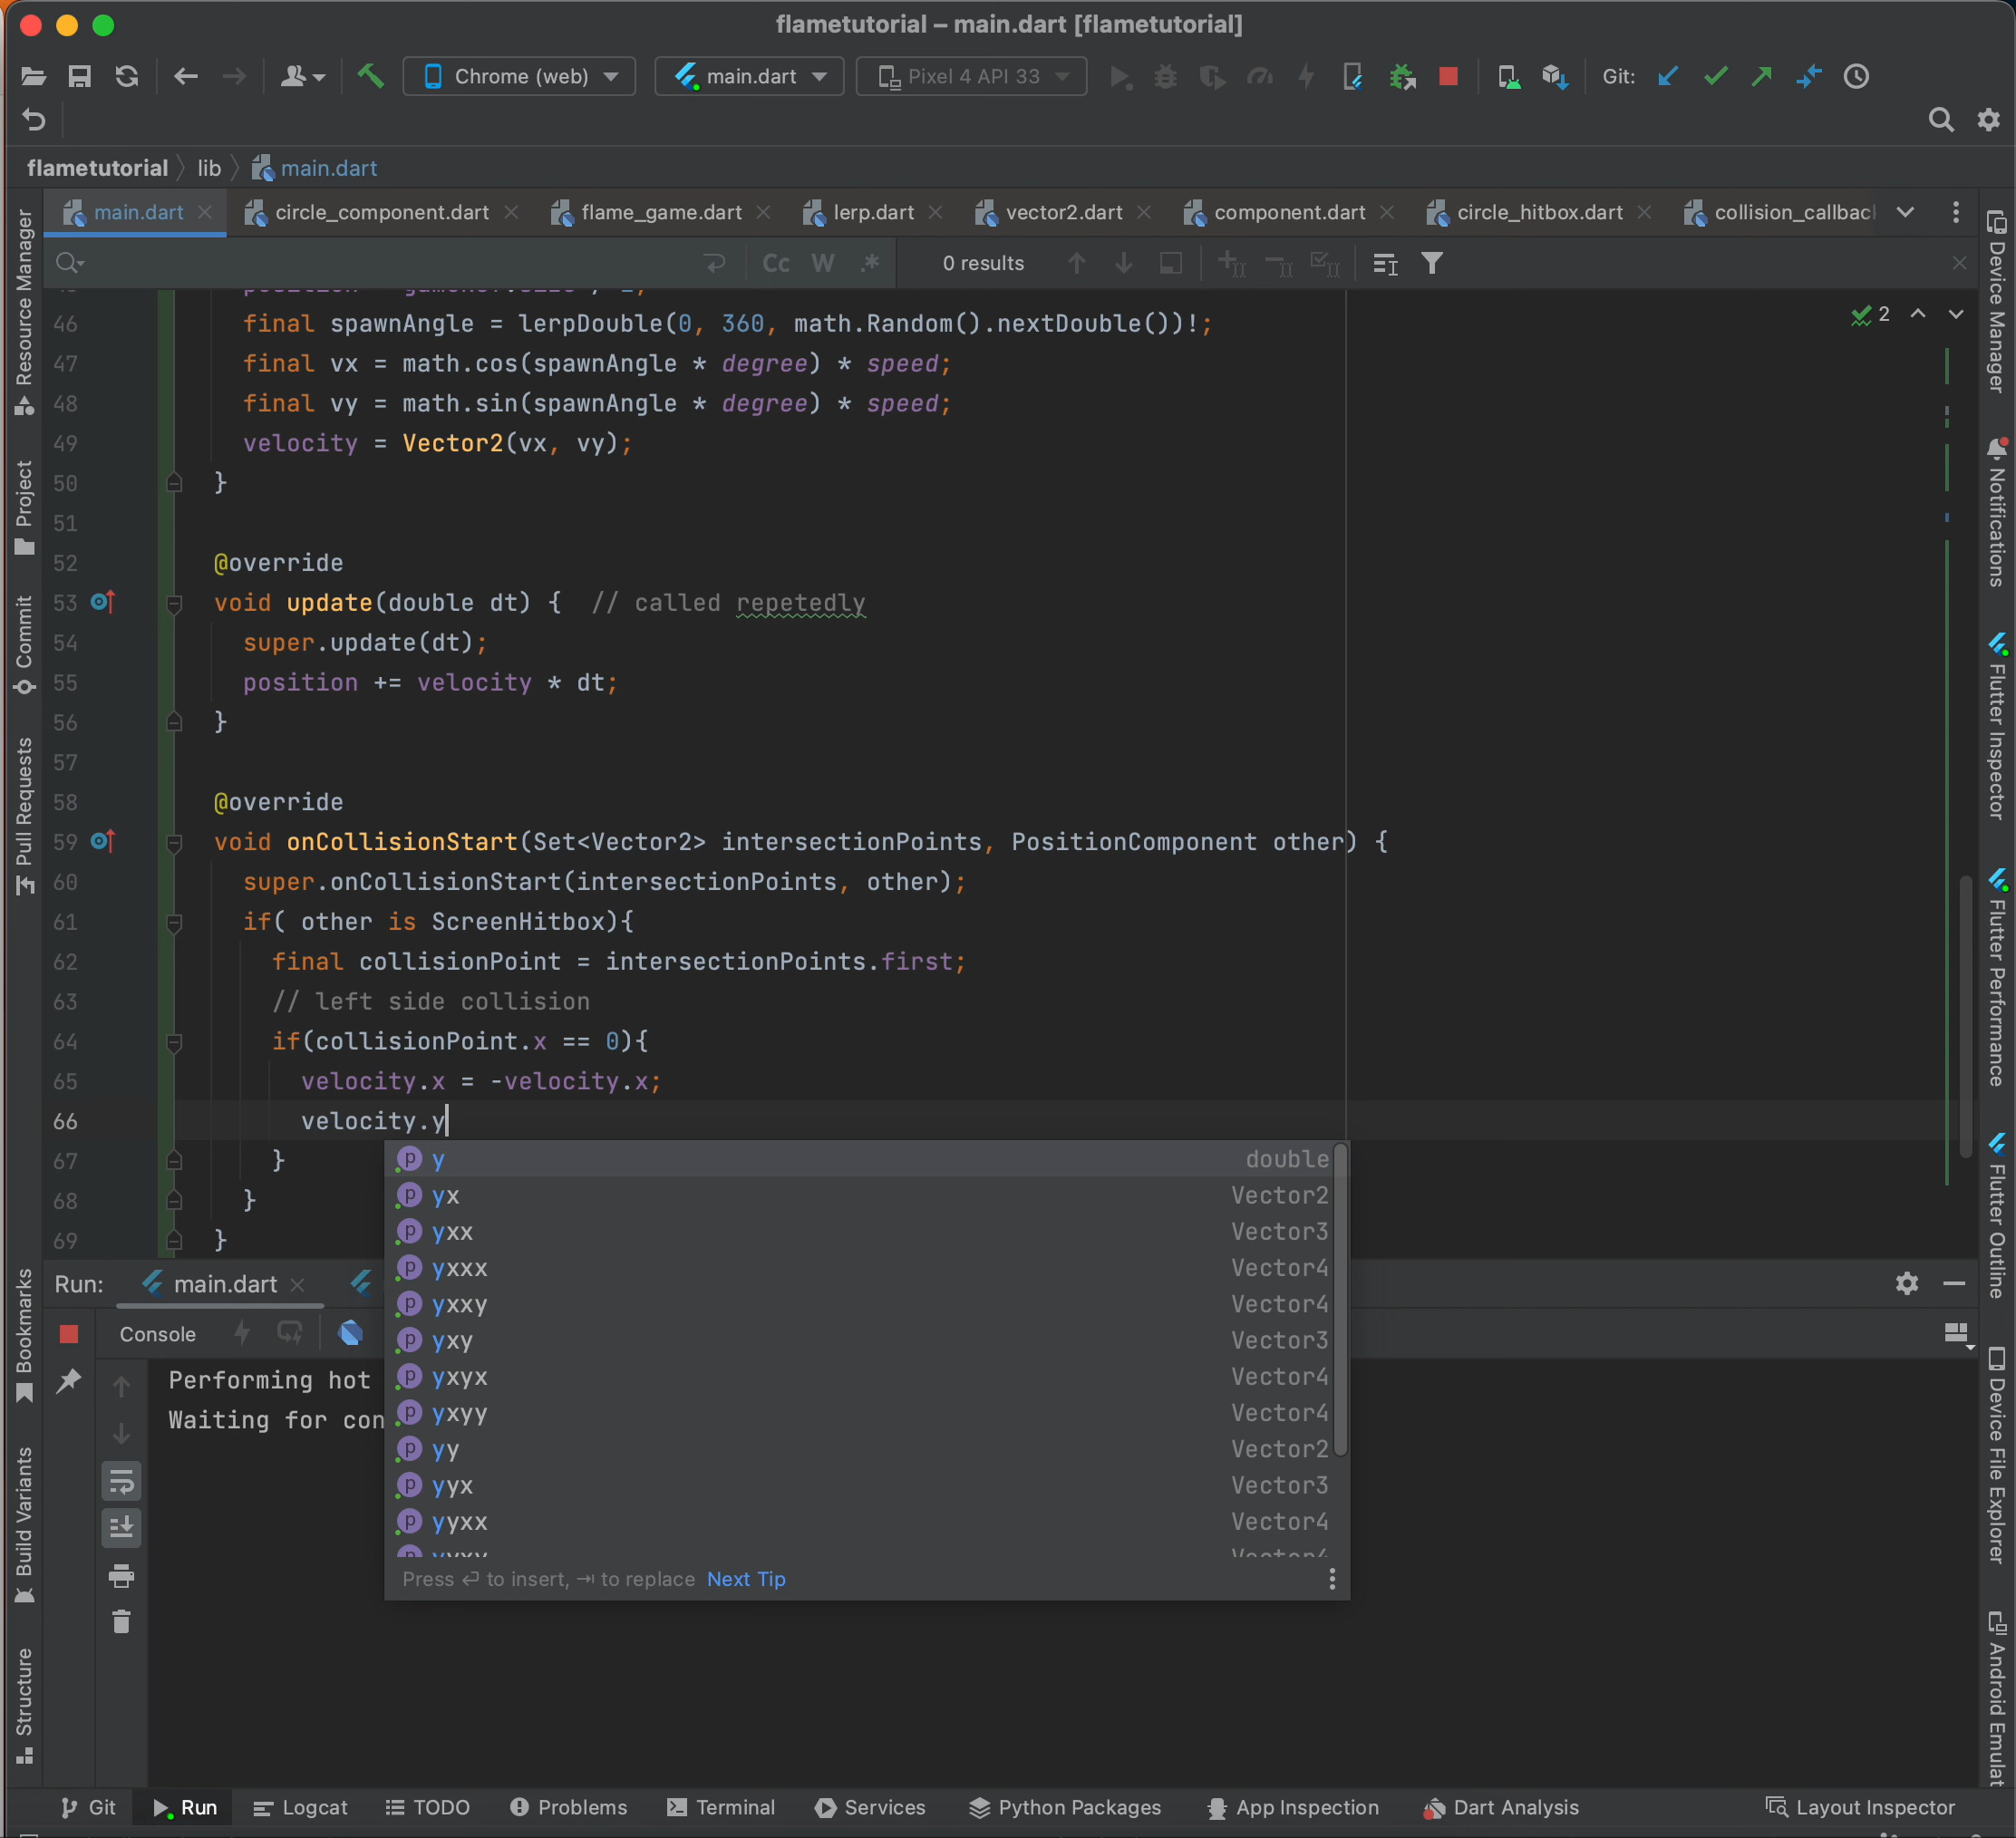 flametutorial – main.dart [flametutorial]
Chrome (web) main.dart Pixel 4 API 33 Git:
flametutorial lib main.dart
main.dart circle_component.dart flame_game.dart lerp.dart vector2.dart component.dart circle_hitbox.dart collision_callbac
Cc W .* 0 results
2
46 final spawnAngle = lerpDouble(0, 360, math.Random().nextDouble())!;
47 final vx = math.cos(spawnAngle * degree) * speed;
48 final vy = math.sin(spawnAngle * degree) * speed;
49 velocity = Vector2(vx, vy);
50 }
51
52 @override
53 void update(double dt) { // called repetedly
54 super.update(dt);
55 position += velocity * dt;
56 }
57
58 @override
59 void onCollisionStart(Set<Vector2> intersectionPoints, PositionComponent other) {
60 super.onCollisionStart(intersectionPoints, other);
61 if( other is ScreenHitbox){
62 final collisionPoint = intersectionPoints.first;
63 // left side collision
64 if(collisionPoint.x == 0){
65 velocity.x = -velocity.x;
66 velocity.y
67 }
68 }
69 }
p y double
p yx Vector2
p yxx Vector3
p yxxx Vector4
p yxxy Vector4
p yxy Vector3
p yxyx Vector4
p yxyy Vector4
p yy Vector2
p yyx Vector3
p yyxx Vector4
Press ↵ to insert, ⇥ to replace Next Tip
Run: main.dart
Console
Performing hot
Waiting for con
Resource Manager
Project
Commit
Pull Requests
Bookmarks
Build Variants
Structure
Device Manager
Notifications
Flutter Inspector
Flutter Performance
Flutter Outline
Device File Explorer
Android Emulat
Git Run Logcat TODO Problems Terminal Services Python Packages App Inspection Dart Analysis Layout Inspector